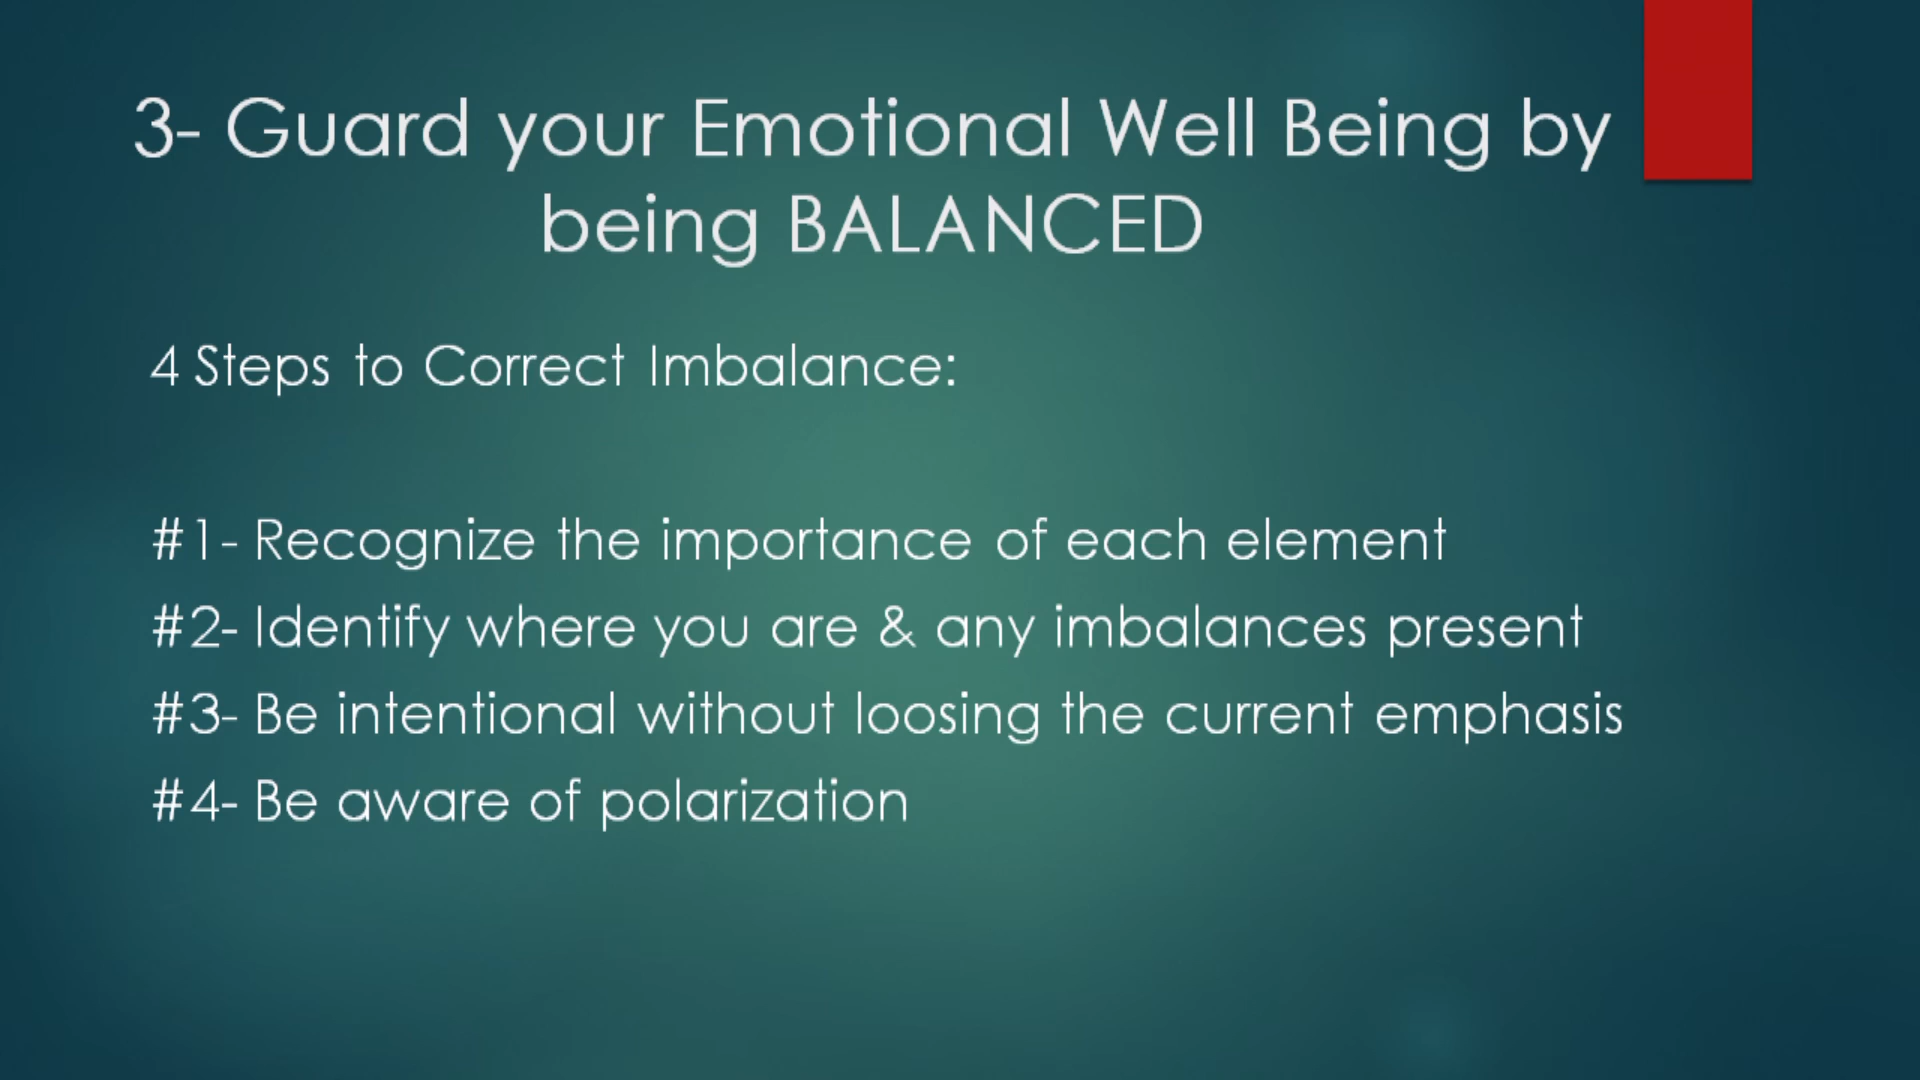 3- Guard your Emotional Well Being by
being BALANCED
4 Steps to Correct Imbalance:
#1- Recognize the importance of each element
#2- Identify where you are & any imbalances present
#3- Be intentional without loosing the current emphasis
#4- Be aware of polarization